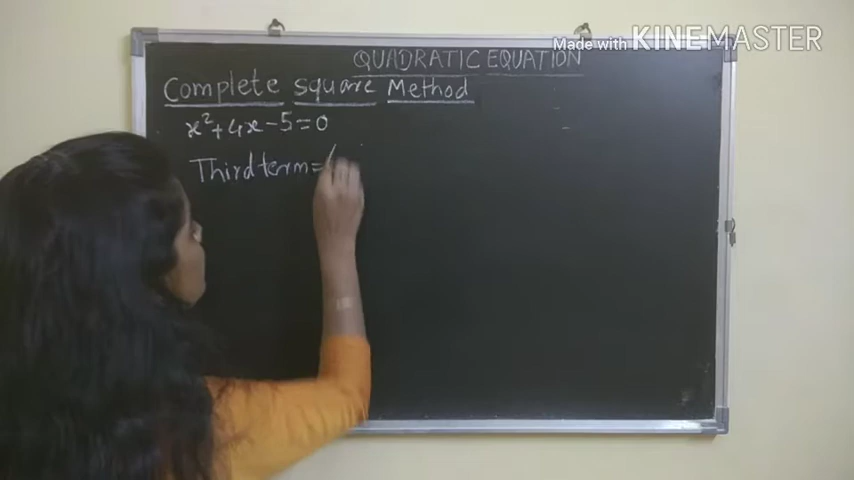 Made with KINEMASTER
QUADRATIC EQUATION
Complete square Method
x²+4x-5=0
Third term=(